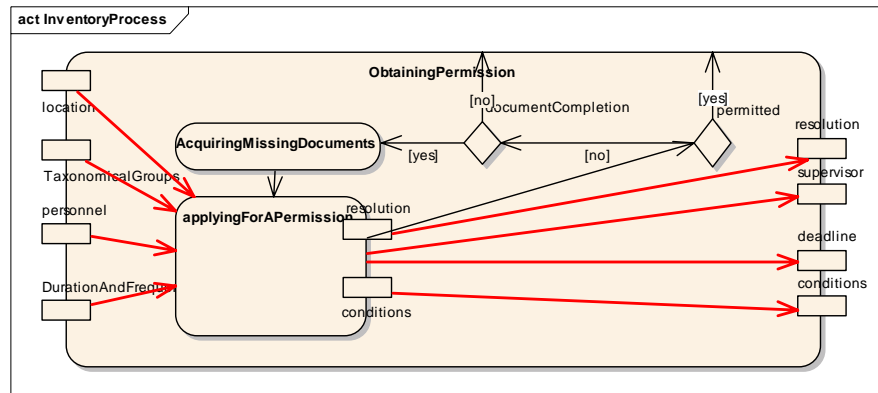 act InventoryProcess
ObtainingPermission
location
[no]
documentCompletion
[yes]
permitted
resolution
AcquiringMissingDocuments
[yes]
[no]
TaxonomicalGroups
supervisor
personnel
applyingForAPermission
resolution
deadline
DurationAndFreque
conditions
conditions